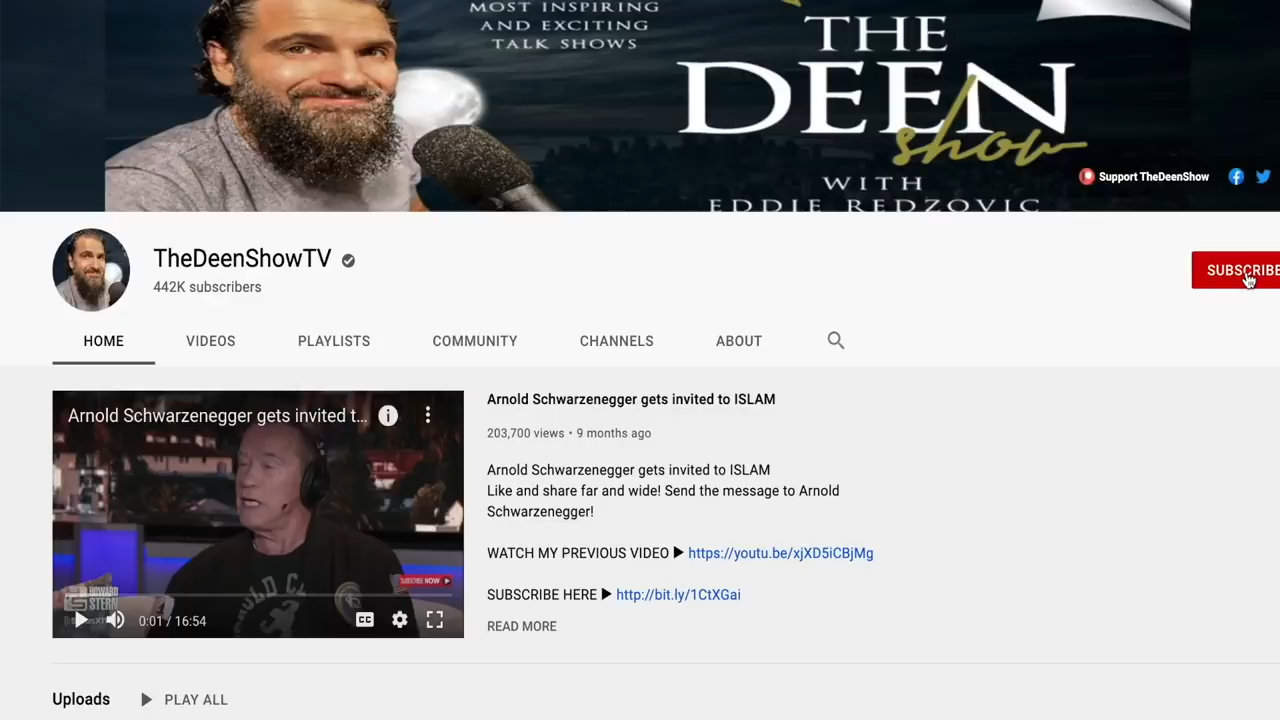 MOST INSPIRING
AND EXCITING
TALK SHOWS
THE
DEEN
show
WITH
EDDIE REDZOVIC
Support TheDeenShow
TheDeenShowTV
442K subscribers
SUBSCRIBE
HOME VIDEOS PLAYLISTS COMMUNITY CHANNELS ABOUT
Arnold Schwarzenegger gets invited t...
SUBSCRIBE NOW
HOWARD
STERN
0:01 / 16:54
CC
Arnold Schwarzenegger gets invited to ISLAM
203,700 views • 9 months ago
Arnold Schwarzenegger gets invited to ISLAM
Like and share far and wide! Send the message to Arnold
Schwarzenegger!
WATCH MY PREVIOUS VIDEO ▶ https://youtu.be/xjXD5iCBjMg
SUBSCRIBE HERE ▶ http://bit.ly/1CtXGai
READ MORE
Uploads PLAY ALL